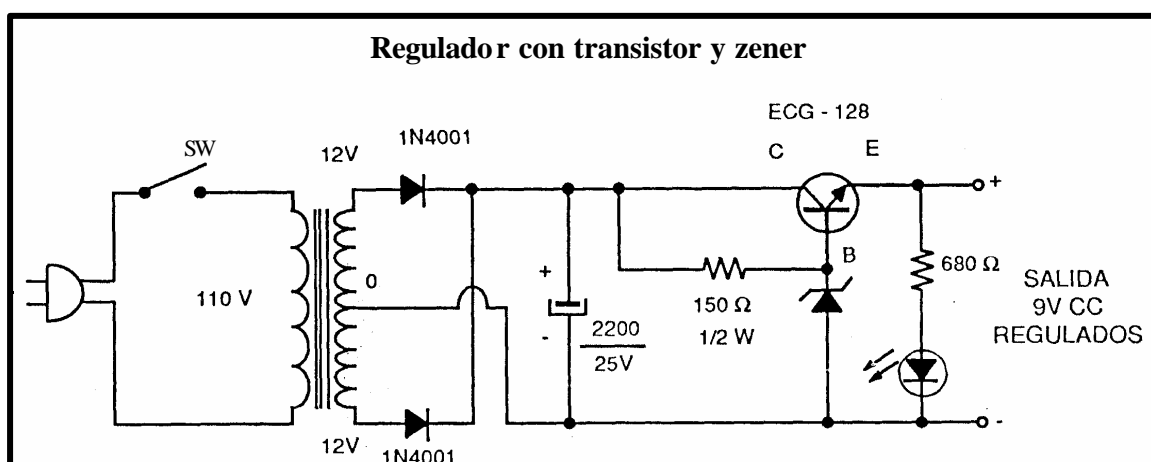 Regulador con transistor y zener
ECG - 128
C
E
SW
12V
1N4001
+
0
110 V
+
-
2200
25V
150 Ω
1/2 W
B
680 Ω
SALIDA
9V CC
REGULADOS
12V
1N4001
-